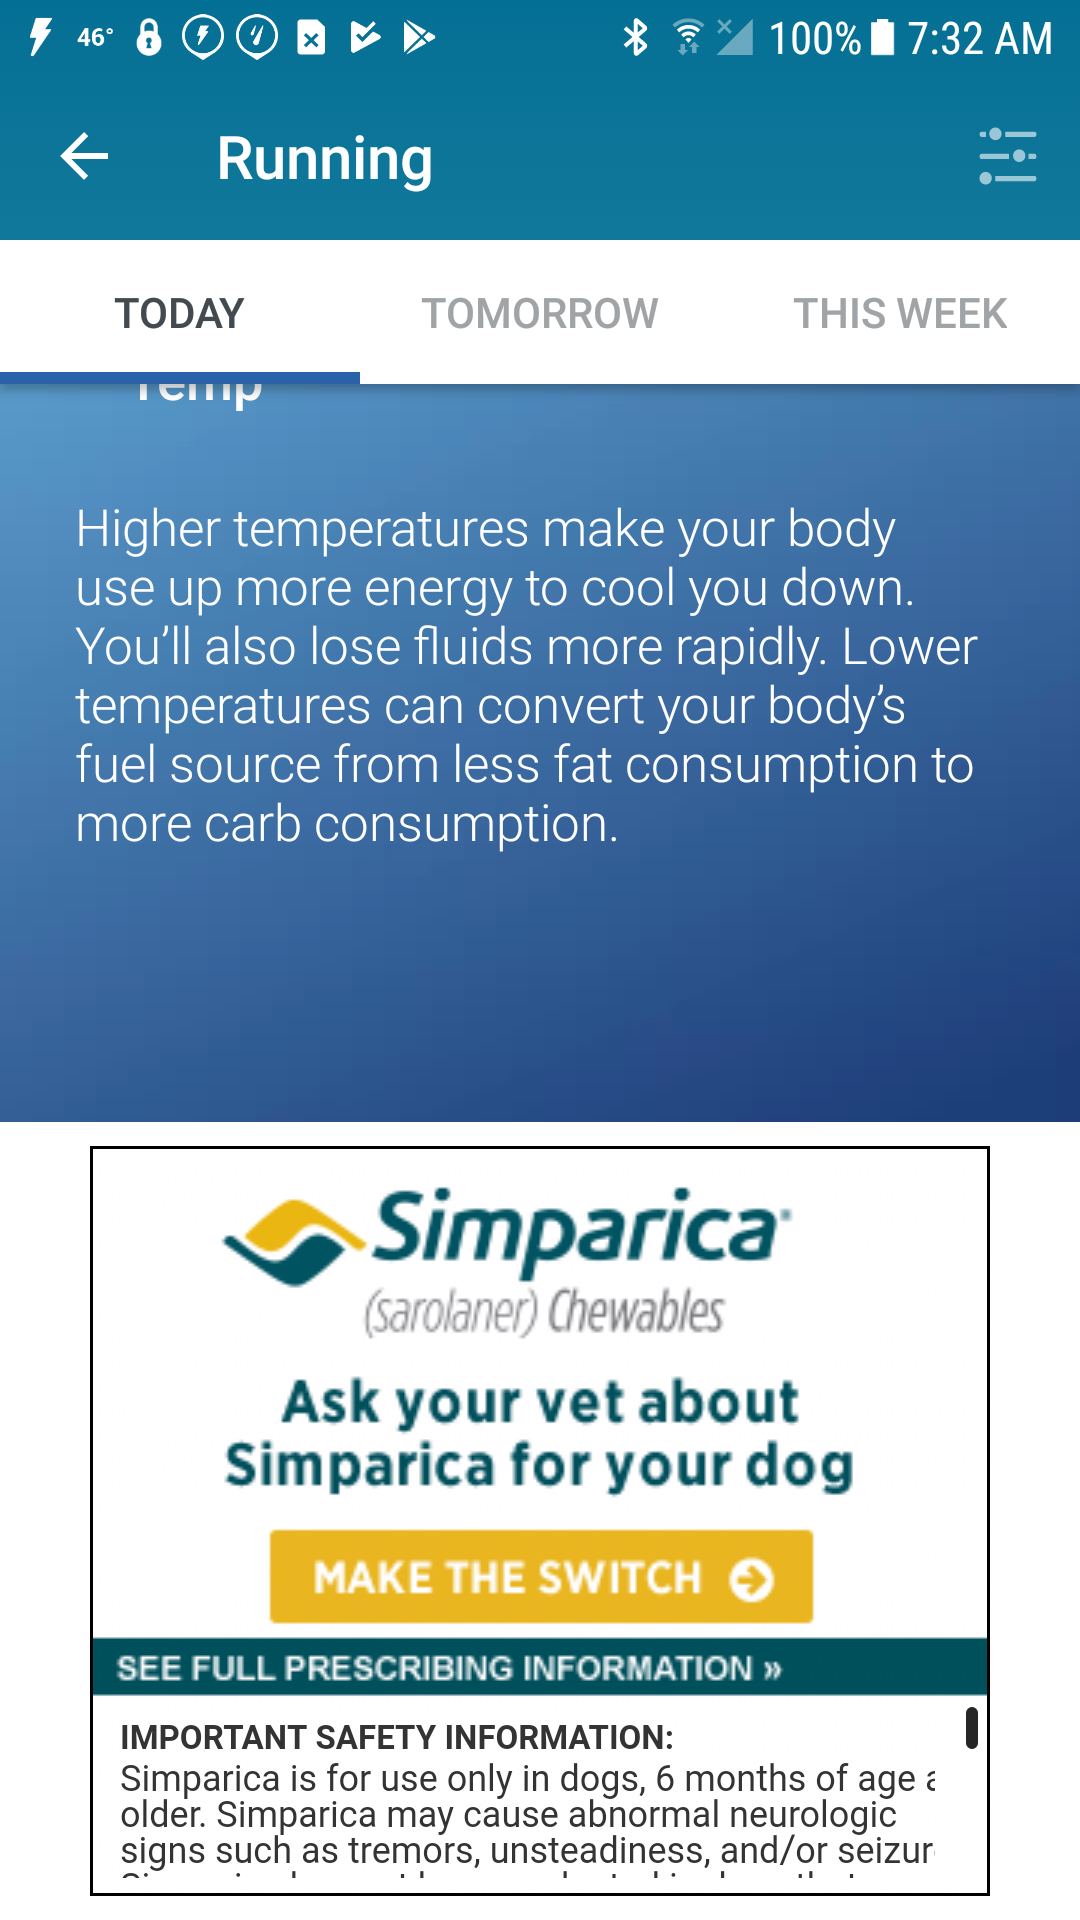 46° 100% 7:32 AM
Running
TODAY TOMORROW THIS WEEK
Temp
Higher temperatures make your body
use up more energy to cool you down.
You’ll also lose fluids more rapidly. Lower
temperatures can convert your body’s
fuel source from less fat consumption to
more carb consumption.
Simparica
(sarolaner) Chewables
Ask your vet about
Simparica for your dog
MAKE THE SWITCH
SEE FULL PRESCRIBING INFORMATION »
IMPORTANT SAFETY INFORMATION:
Simparica is for use only in dogs, 6 months of age a
older. Simparica may cause abnormal neurologic
signs such as tremors, unsteadiness, and/or seizur